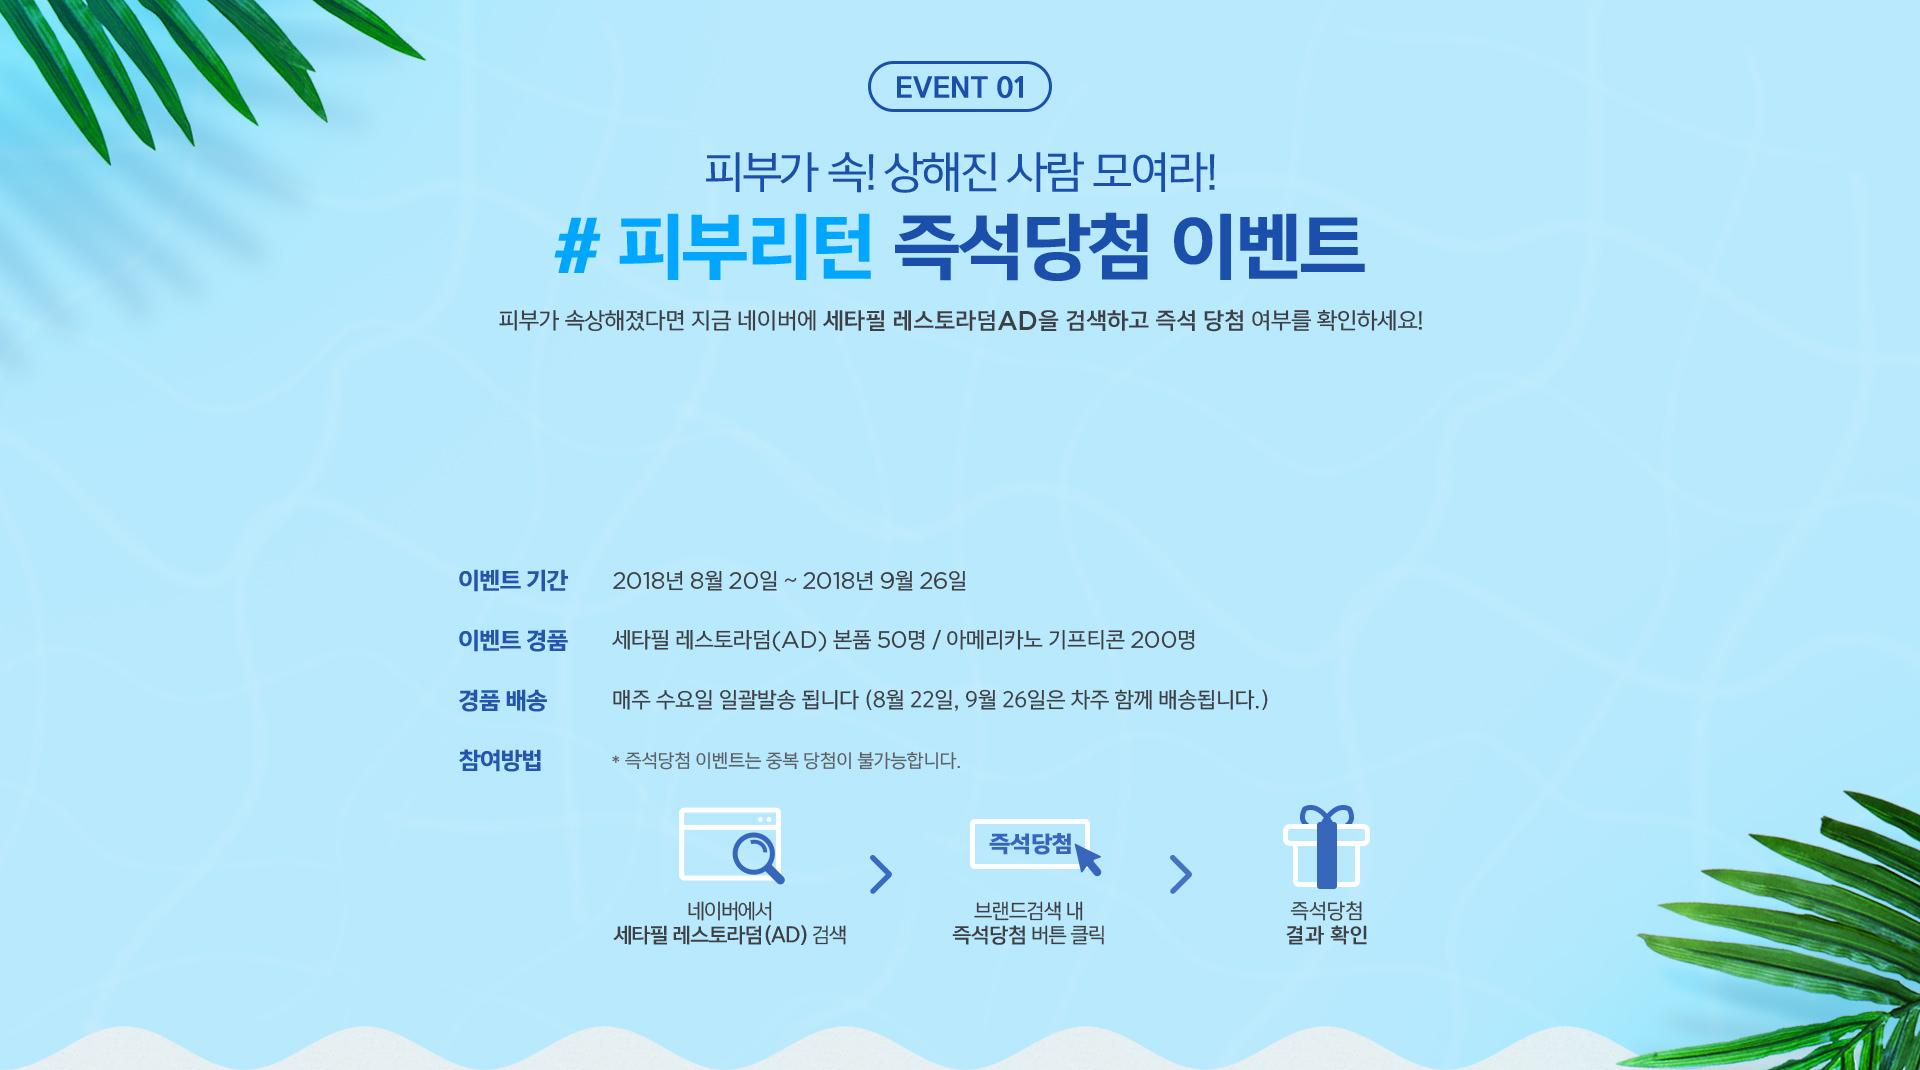 EVENT 01
피부가 속! 상해진 사람 모여라!
# 피부리턴 즉석당첨 이벤트
피부가 속상해졌다면 지금 네이버에 세타필 레스토라덤AD을 검색하고 즉석 당첨 여부를 확인하세요!
이벤트 기간 2018년 8월 20일 ~ 2018년 9월 26일
이벤트 경품 세타필 레스토라덤(AD) 본품 50명 / 아메리카노 기프티콘 200명
경품 배송 매주 수요일 일괄발송 됩니다 (8월 22일, 9월 26일은 차주 함께 배송됩니다.)
참여방법 * 즉석당첨 이벤트는 중복 당첨이 불가능합니다.
네이버에서
세타필 레스토라덤(AD) 검색
즉석당첨
브랜드검색 내
즉석당첨 버튼 클릭
즉석당첨
결과 확인